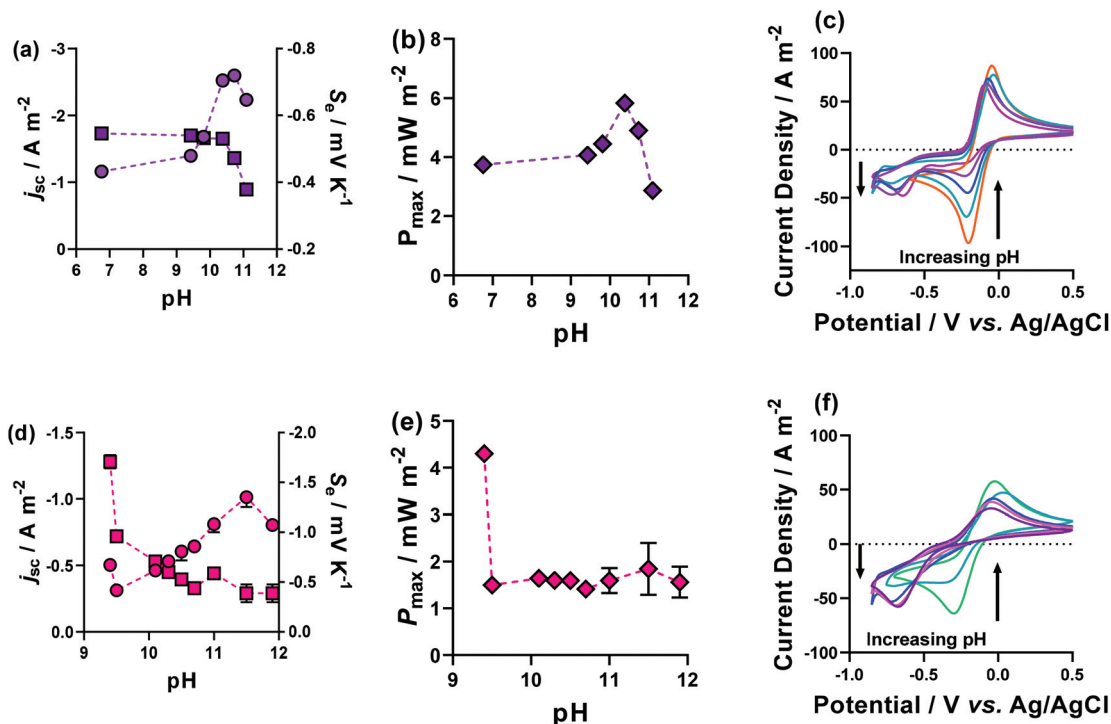 (a)
-3
-2
-1
0
jsc / A m⁻²
-0.8
-0.6
-0.4
-0.2
Se / mV K⁻¹
6 7 8 9 10 11 12
pH
(b)
8
6
4
2
0
Pmax / mW m⁻²
6 7 8 9 10 11 12
pH
(c)
100
50
0
-50
-100
Current Density / A m⁻²
Increasing pH
-1.0 -0.5 0.0 0.5
Potential / V vs. Ag/AgCl
(d)
-1.5
-1.0
-0.5
0.0
jsc / A m⁻²
-2.0
-1.5
-1.0
-0.5
0.0
Se / mV K⁻¹
9 10 11 12
pH
(e)
5
4
3
2
1
0
Pmax / mW m⁻²
9 10 11 12
pH
(f)
100
50
0
-50
-100
Current Density / A m⁻²
Increasing pH
-1.0 -0.5 0.0 0.5
Potential / V vs. Ag/AgCl